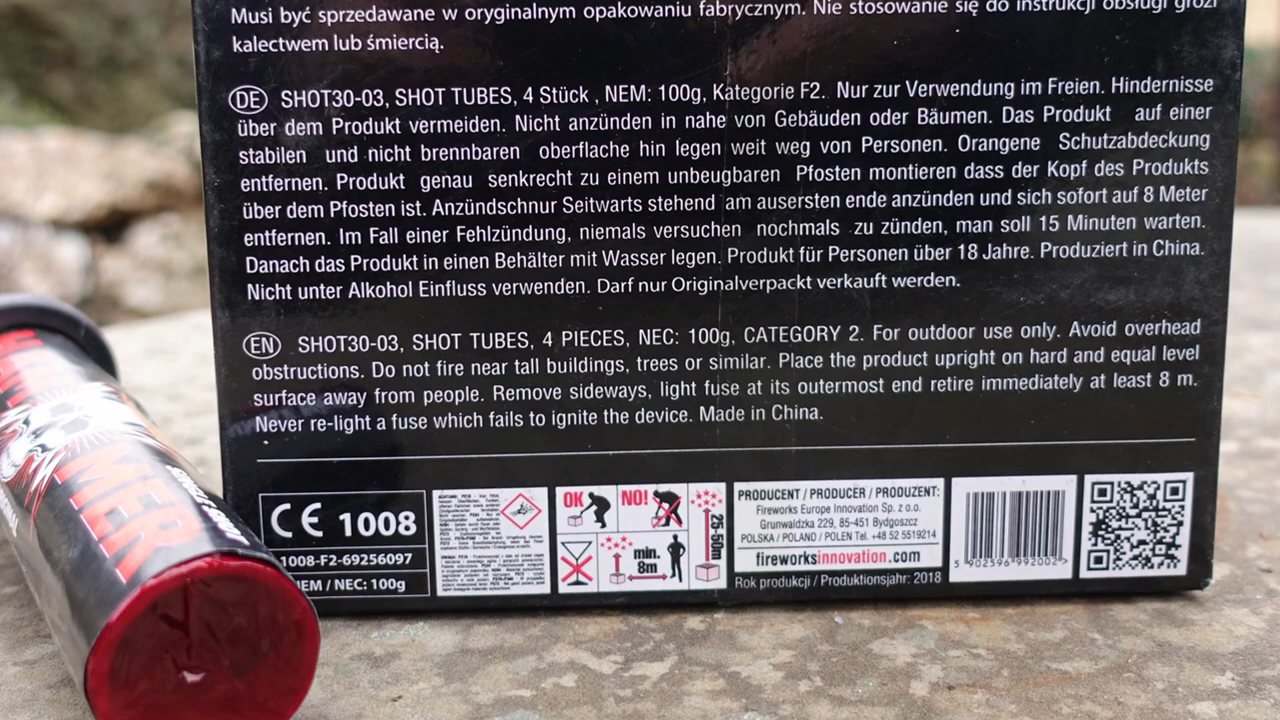 Musi być sprzedawane w oryginalnym opakowaniu fabrycznym. Nie stosowanie się do instrukcji obsługi grozi
kalectwem lub śmiercią.
DE SHOT30-03, SHOT TUBES, 4 Stück , NEM: 100g, Kategorie F2. Nur zur Verwendung im Freien. Hindernisse
über dem Produkt vermeiden. Nicht anzünden in nahe von Gebäuden oder Bäumen. Das Produkt auf einer
stabilen und nicht brennbaren oberflache hin legen weit weg von Personen. Orangene Schutzabdeckung
entfernen. Produkt genau senkrecht zu einem unbeugbaren Pfosten montieren dass der Kopf des Produkts
über dem Pfosten ist. Anzündschnur Seitwarts stehend am ausersten ende anzünden und sich sofort auf 8 Meter
entfernen. Im Fall einer Fehlzündung, niemals versuchen nochmals zu zünden, man soll 15 Minuten warten.
Danach das Produkt in einen Behälter mit Wasser legen. Produkt für Personen über 18 Jahre. Produziert in China.
Nicht unter Alkohol Einfluss verwenden. Darf nur Originalverpackt verkauft werden.
EN SHOT30-03, SHOT TUBES, 4 PIECES, NEC: 100g, CATEGORY 2. For outdoor use only. Avoid overhead
obstructions. Do not fire near tall buildings, trees or similar. Place the product upright on hard and equal level
surface away from people. Remove sideways, light fuse at its outermost end retire immediately at least 8 m.
Never re-light a fuse which fails to ignite the device. Made in China.
CE 1008
1008-F2-69256097
EM / NEC: 100g
OK
NO!
min.
8m
25-50m
PRODUCENT / PRODUCER / PRODUZENT:
Fireworks Europe Innovation Sp. z o.o.
Grunwaldzka 229, 85-451 Bydgoszcz
POLSKA / POLAND / POLEN Tel. +48 52 5519214
fireworksinnovation.com
Rok produkcji / Produktionsjahr: 2018
5 902596 992002 >
MER